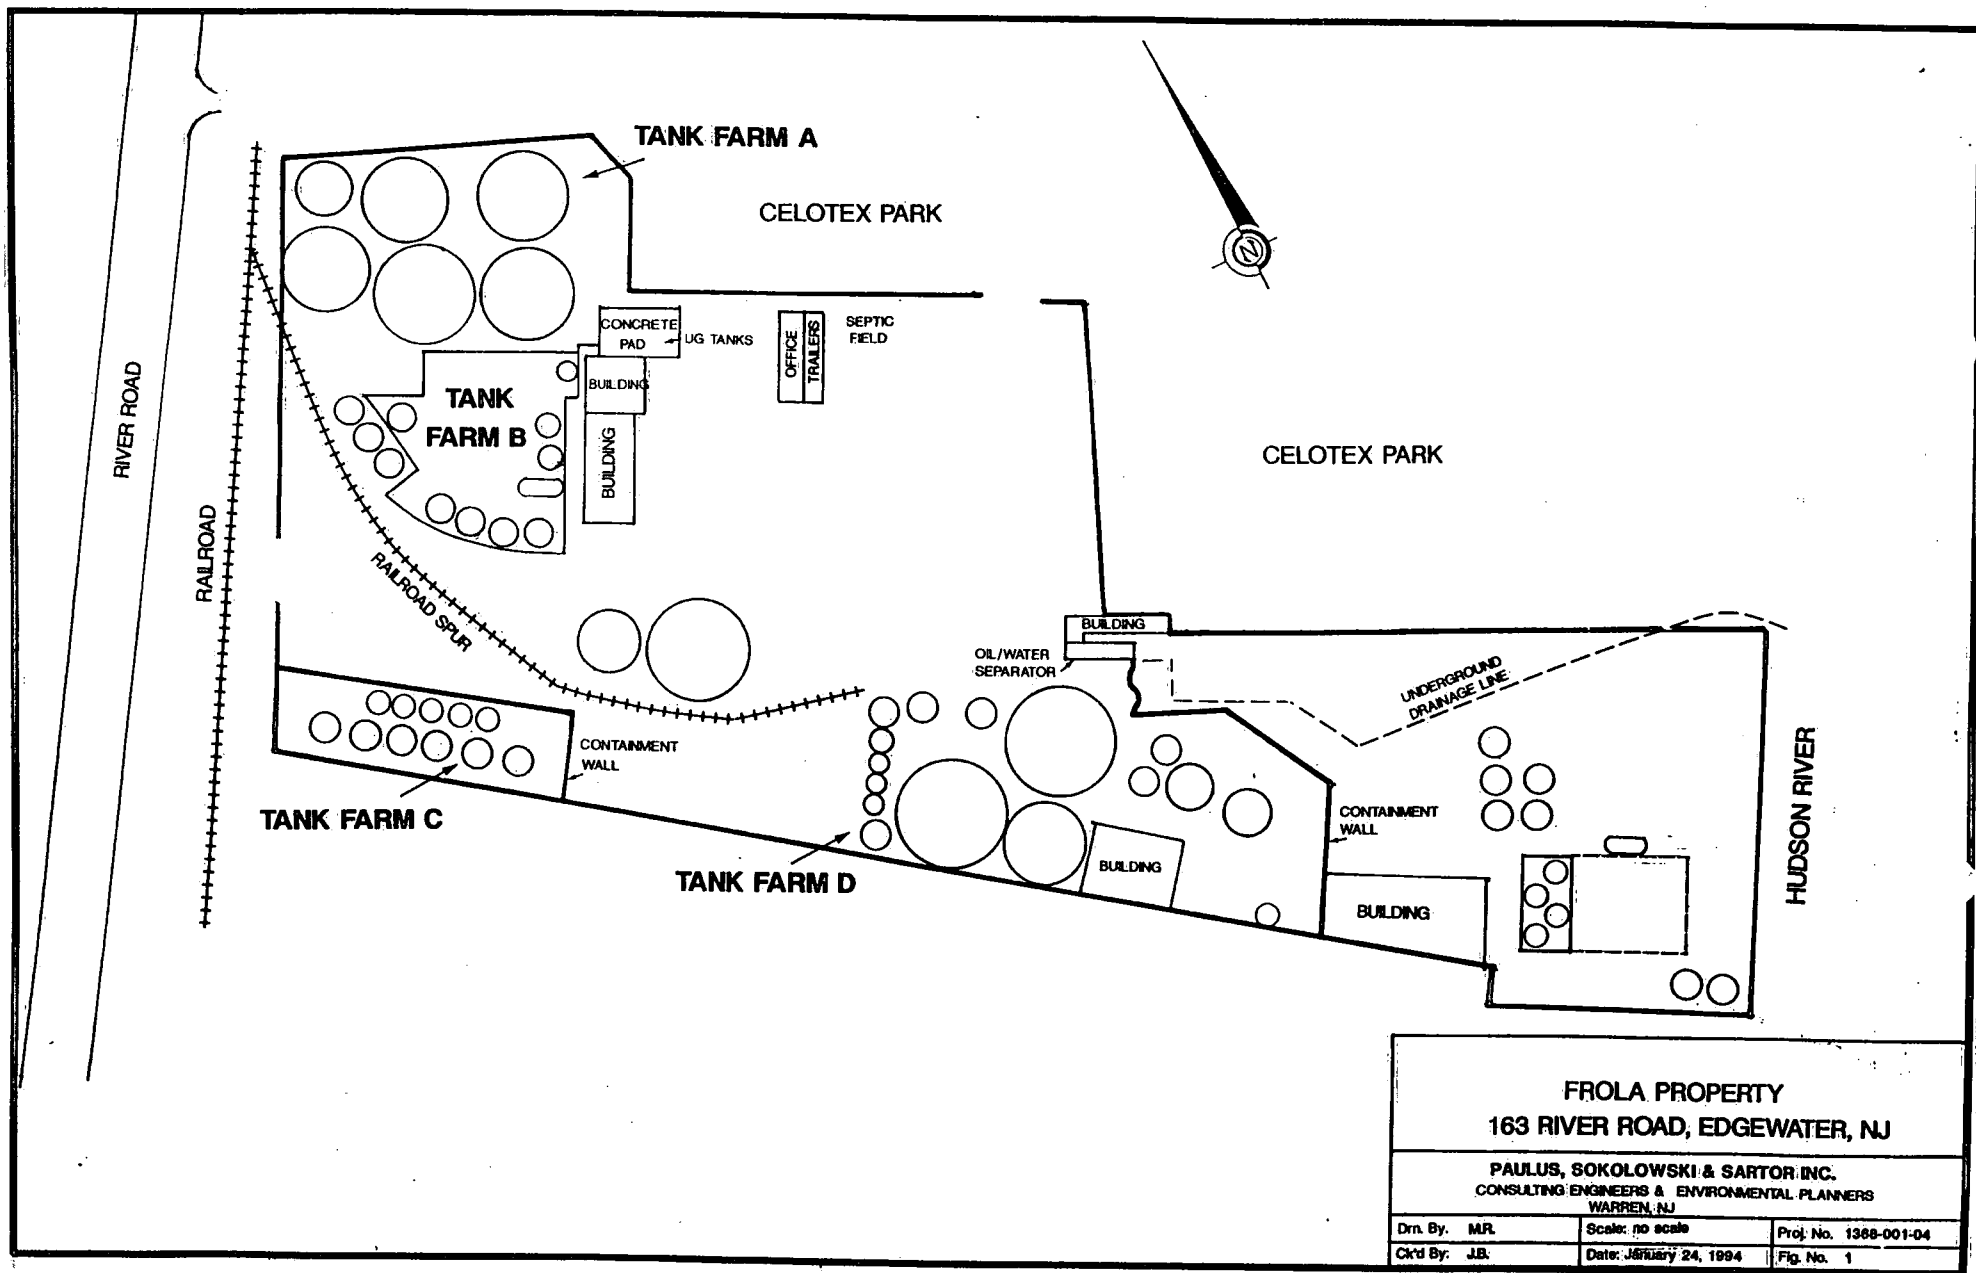 TANK FARM A
CELOTEX PARK
N
CONCRETE
PAD
UG TANKS
OFFICE
TRAILERS
SEPTIC
FIELD
BUILDING
TANK
FARM B
BUILDING
RIVER ROAD
RAILROAD
RAILROAD SPUR
CELOTEX PARK
BUILDING
OIL/WATER
SEPARATOR
UNDERGROUND
DRAINAGE LINE
CONTAINMENT
WALL
TANK FARM C
TANK FARM D
BUILDING
CONTAINMENT
WALL
BUILDING
HUDSON RIVER
FROLA PROPERTY
163 RIVER ROAD, EDGEWATER, NJ
PAULUS, SOKOLOWSKI & SARTOR INC.
CONSULTING ENGINEERS & ENVIRONMENTAL PLANNERS
WARREN, NJ
Drn. By. M.R.
Scale: no scale
Proj. No. 1368-001-04
Ck'd By: J.B.
Date: January 24, 1994
Fig. No. 1